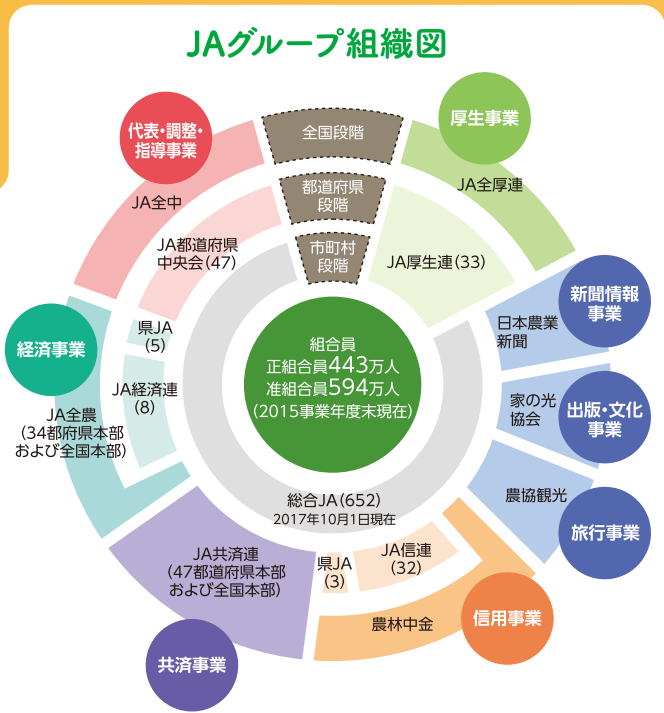 JAグループ組織図
代表・調整・
指導事業
全国段階
厚生事業
JA全中
都道府県
段階
JA全厚連
JA都道府県
中央会(47)
市町村
段階
JA厚生連(33)
新聞情報
事業
日本農業
新聞
県JA
(5)
経済事業
組合員
正組合員443万人
准組合員594万人
(2015事業年度末現在)
JA経済連
(8)
家の光
協会
出版・文化
事業
JA全農
(34都府県本部
および全国本部)
総合JA(652)
2017年10月1日現在
農協観光
旅行事業
JA共済連
(47都道府県本部
および全国本部)
県JA
(3)
JA信連
(32)
農林中金
信用事業
共済事業